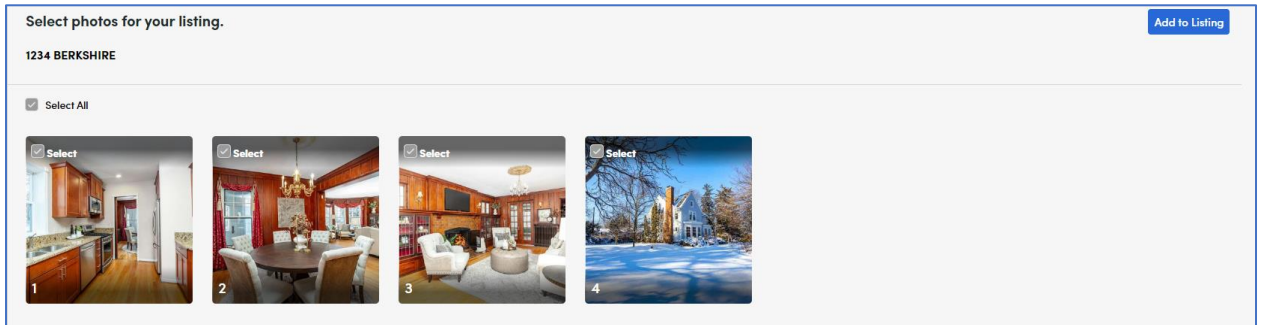 Select photos for your listing.
Add to Listing
1234 BERKSHIRE
Select All
Select
Select
Select
Select
1
2
3
4